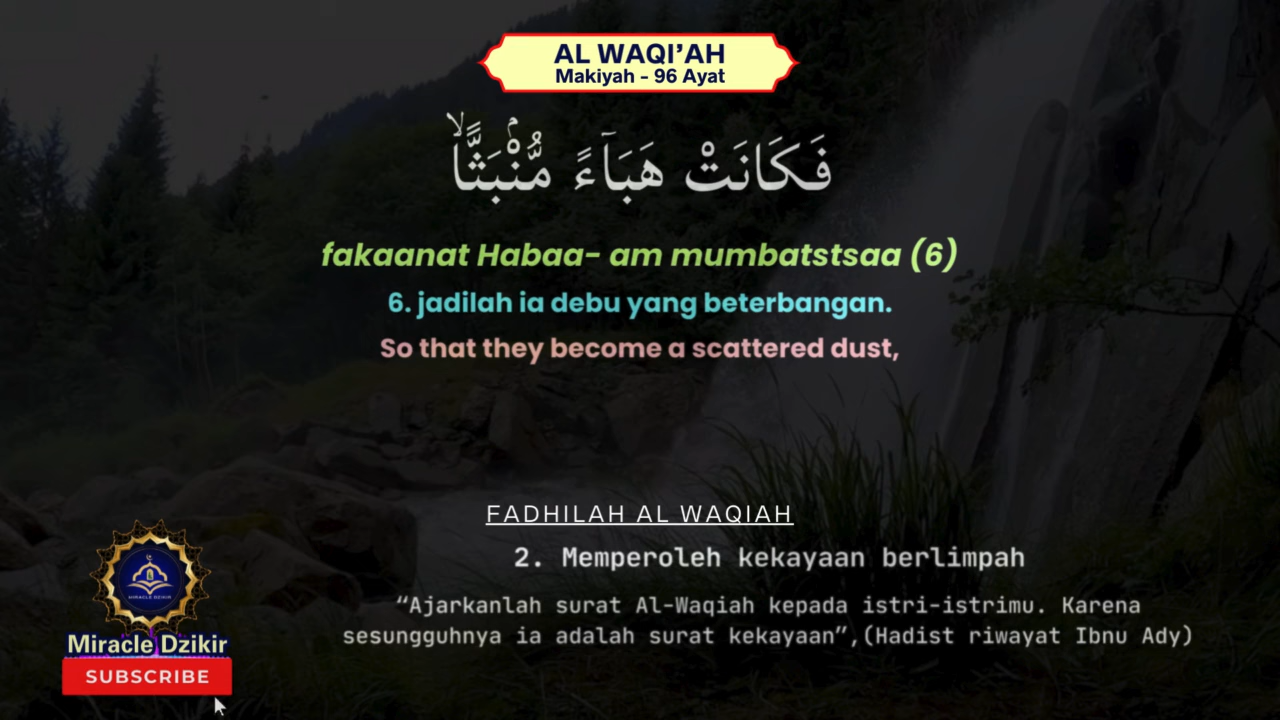 AL WAQI'AH
Makiyah - 96 Ayat
فَكَانَتْ هَبَاۤءً مُّنْۢبَثًّاۙ
fakaanat Habaa- am mumbatstsaa (6)
6. jadilah ia debu yang beterbangan.
So that they become a scattered dust,
FADHILAH AL WAQIAH
2. Memperoleh kekayaan berlimpah
“Ajarkanlah surat Al-Waqiah kepada istri-istrimu. Karena
sesungguhnya ia adalah surat kekayaan”,(Hadist riwayat Ibnu Ady)
MIRACLE DZIKIR
Miracle Dzikir
SUBSCRIBE